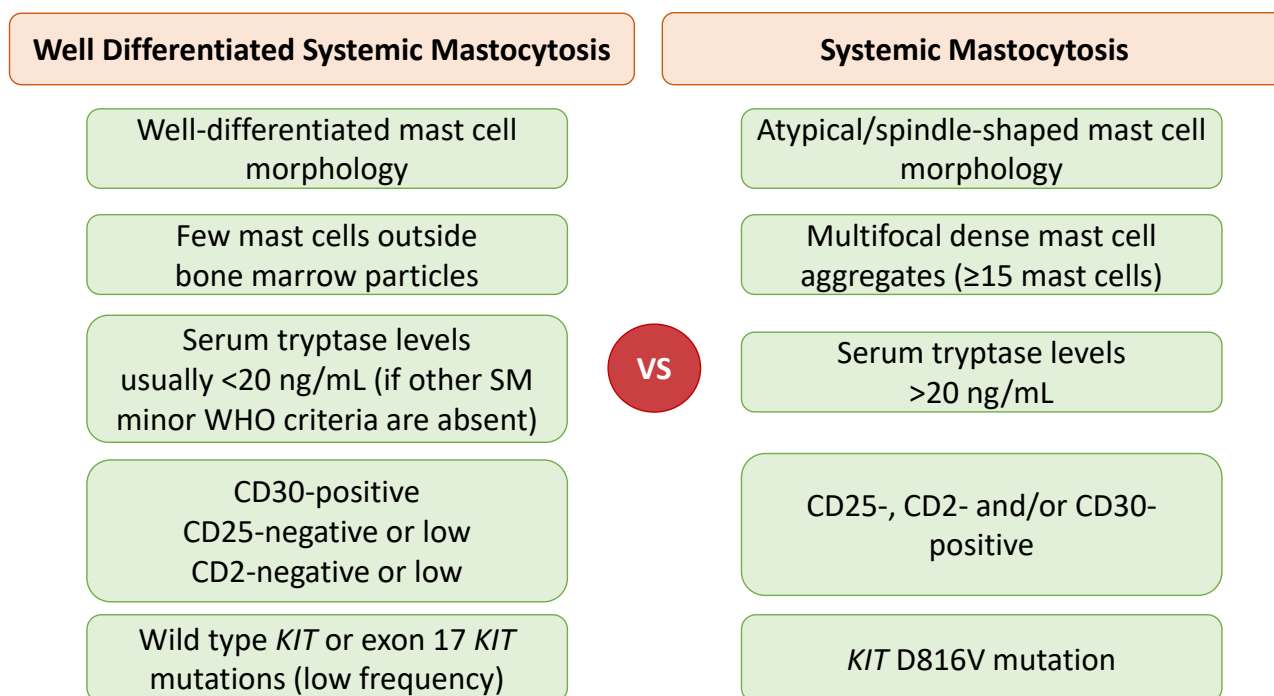 Well Differentiated Systemic Mastocytosis
Systemic Mastocytosis
Well-differentiated mast cell
morphology
Atypical/spindle-shaped mast cell
morphology
Few mast cells outside
bone marrow particles
Multifocal dense mast cell
aggregates (≥15 mast cells)
Serum tryptase levels
usually <20 ng/mL (if other SM
minor WHO criteria are absent)
VS
Serum tryptase levels
>20 ng/mL
CD30-positive
CD25-negative or low
CD2-negative or low
CD25-, CD2- and/or CD30-
positive
Wild type KIT or exon 17 KIT
mutations (low frequency)
KIT D816V mutation